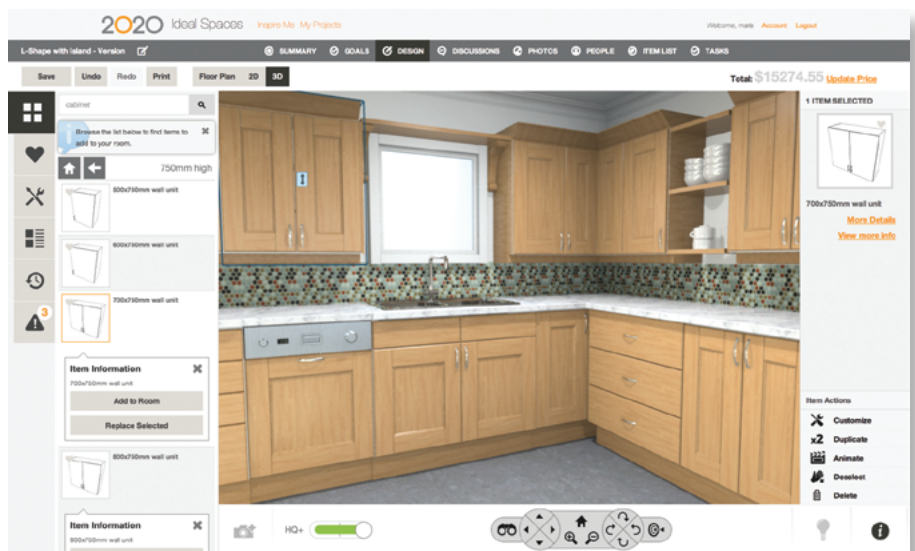 2020 Ideal Spaces Inspire Me My Projects
Welcome, mark Account Logout
L-Shape with Island - Version
SUMMARY GOALS DESIGN DISCUSSIONS PHOTOS PEOPLE ITEM LIST TASKS
Save Undo Redo Print Floor Plan 2D 3D
Total: $15274.55 Update Price
cabinet
Browse the list below to find items to
add to your room.
750mm high
500x750mm wall unit
600x750mm wall unit
700x750mm wall unit
3
Item Information
700x750mm wall unit
Add to Room
Replace Selected
800x750mm wall unit
Item Information
800x750mm wall unit
Add to Room
1 ITEM SELECTED
700x750mm wall unit
More Details
View more info
Item Actions
Customize
x2 Duplicate
Animate
Deselect
Delete
HQ+